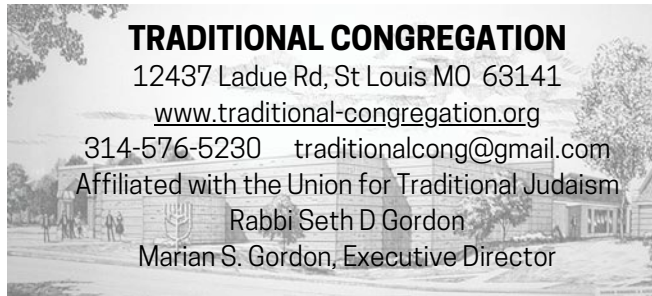 TRADITIONAL CONGREGATION
12437 Ladue Rd, St Louis MO 63141
www.traditional-congregation.org
314-576-5230 traditionalcong@gmail.com
Affiliated with the Union for Traditional Judaism
Rabbi Seth D Gordon
Marian S. Gordon, Executive Director